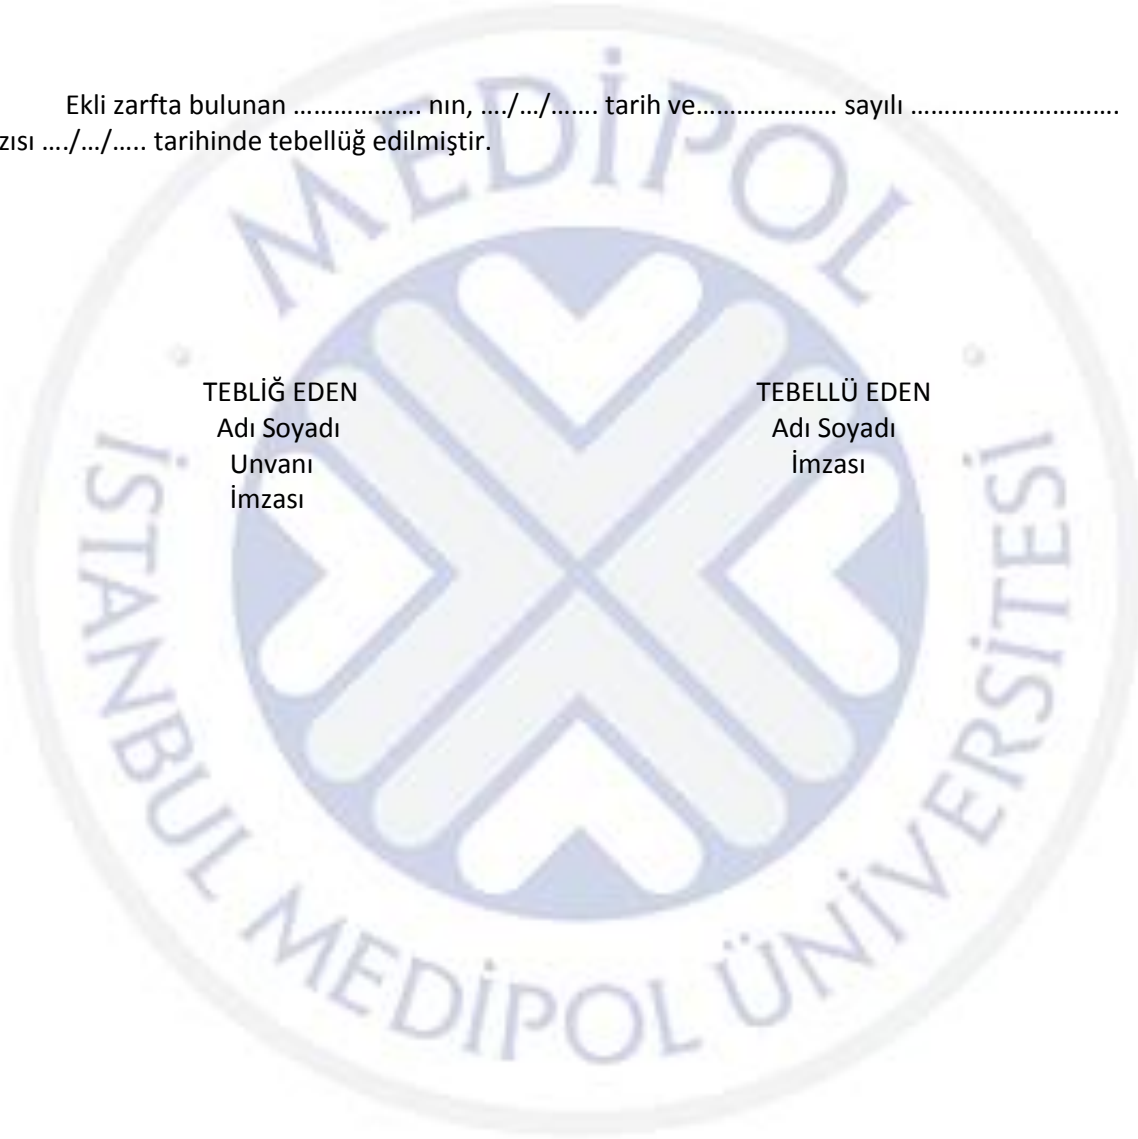 MEDİPOL
Ekli zarfta bulunan ………………. nın, …./…/……. tarih ve………………… sayılı ………………………….
zısı …./…/….. tarihinde tebellüğ edilmiştir.
TEBLİĞ EDEN
Adı Soyadı
Unvanı
İmzası
TEBELLÜ EDEN
Adı Soyadı
İmzası
İSTANBUL MEDİPOL ÜNİVERSİTESİ